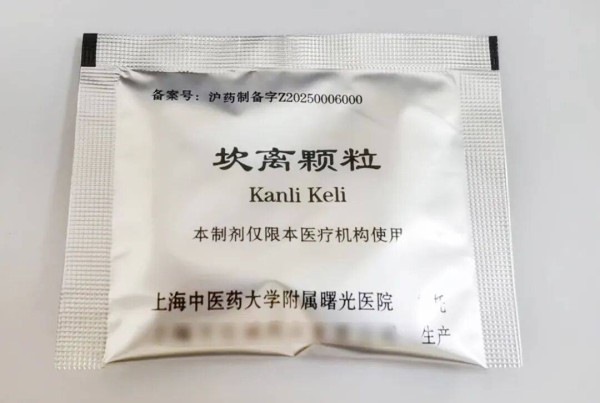 备案号：沪药制备字Z20250006000
坎离颗粒
Kanli Keli
本制剂仅限本医疗机构使用
上海中医药大学附属曙光医院
生产